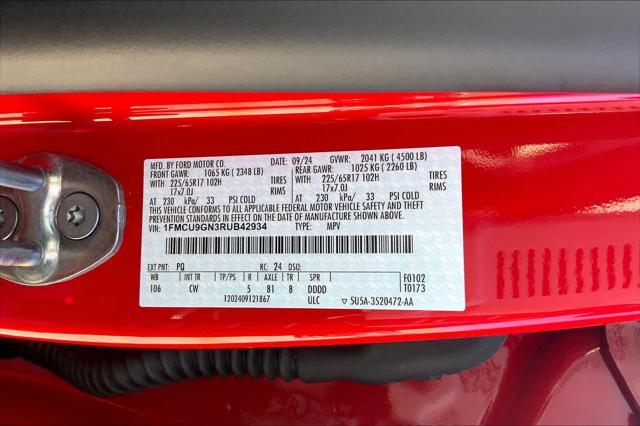 MFD. BY FORD MOTOR CO. DATE: 09/24 GVWR: 2041 KG ( 4500 LB)
FRONT GAWR: 1065 KG ( 2348 LB) REAR GAWR: 1025 KG ( 2260 LB)
WITH 225/65R17 102H TIRES WITH 225/65R17 102H TIRES
17x7.0J RIMS 17x7.0J RIMS
AT 230 kPa/ 33 PSI COLD AT 230 kPa/ 33 PSI COLD
THIS VEHICLE CONFORMS TO ALL APPLICABLE FEDERAL MOTOR VEHICLE SAFETY AND THEFT
PREVENTION STANDARDS IN EFFECT ON THE DATE OF MANUFACTURE SHOWN ABOVE.
VIN: 1FMCU9GN3RUB42934 TYPE: MPV
EXT PNT: PQ RC: 24 DSO:
WB INT TR TP/PS R AXLE TR SPR F0102
106 CW 5 81 8 DDDD T0173
1202409121867 ULC ▽ 5U5A-3520472-AA